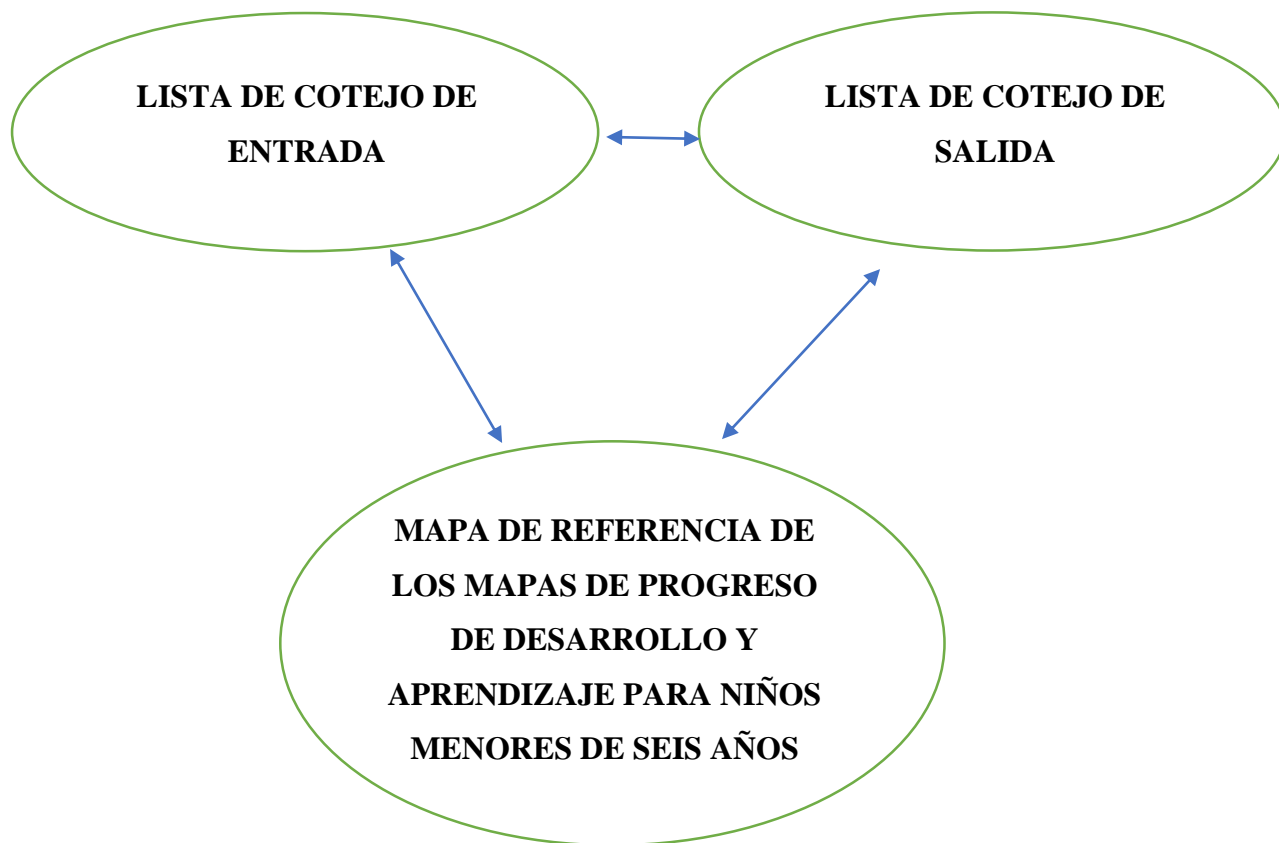 LISTA DE COTEJO DE
ENTRADA
LISTA DE COTEJO DE
SALIDA
MAPA DE REFERENCIA DE
LOS MAPAS DE PROGRESO
DE DESARROLLO Y
APRENDIZAJE PARA NIÑOS
MENORES DE SEIS AÑOS